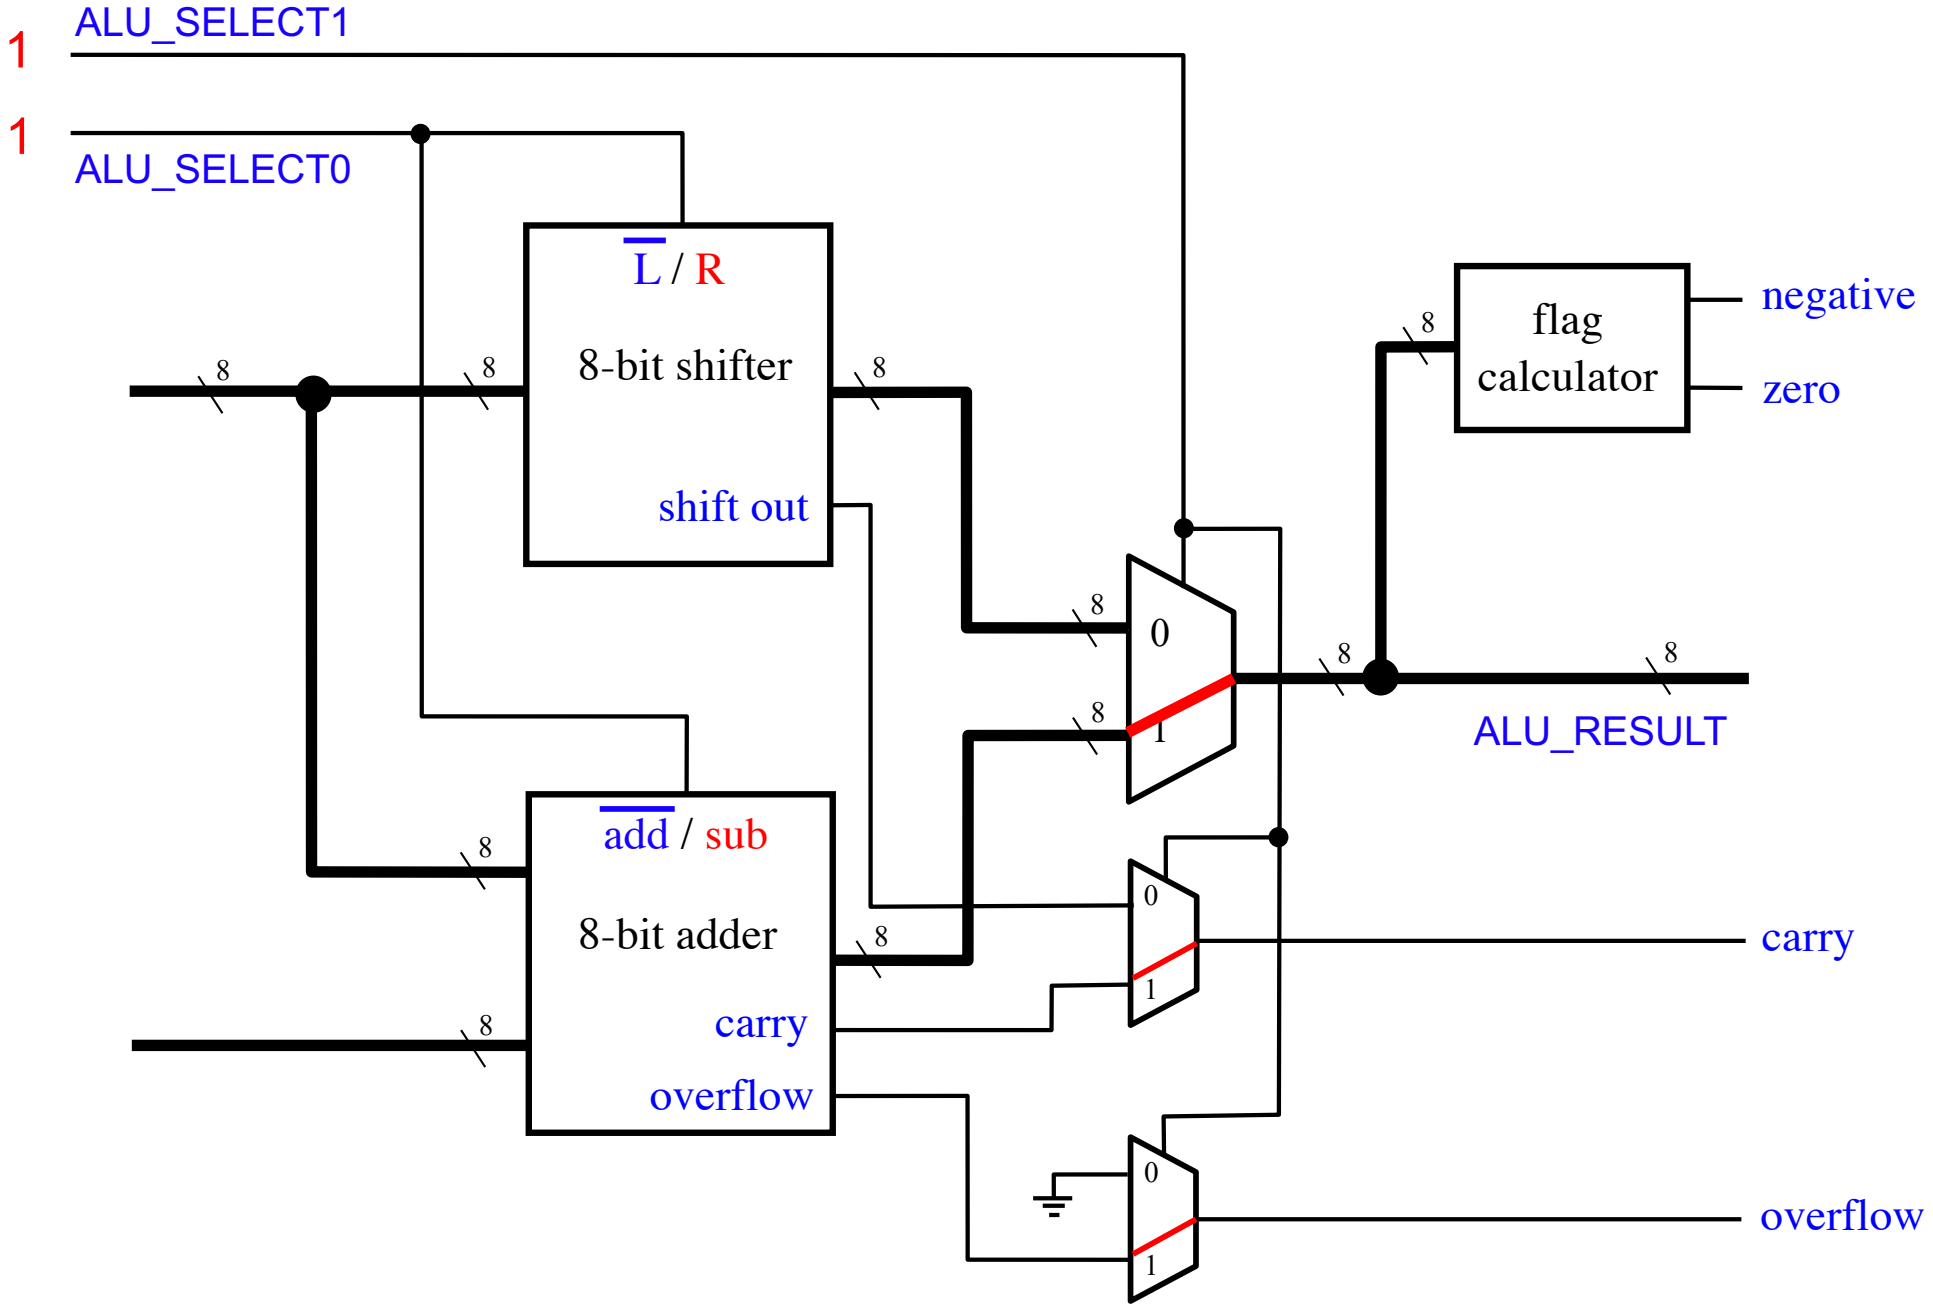 ALU_SELECT1
1
1
ALU_SELECT0
L / R
8-bit shifter
shift out
8
8
8
flag
calculator
8
negative
zero
8
0
8
1
8
8
ALU_RESULT
add / sub
8-bit adder
carry
overflow
8
8
8
0
1
carry
0
1
overflow